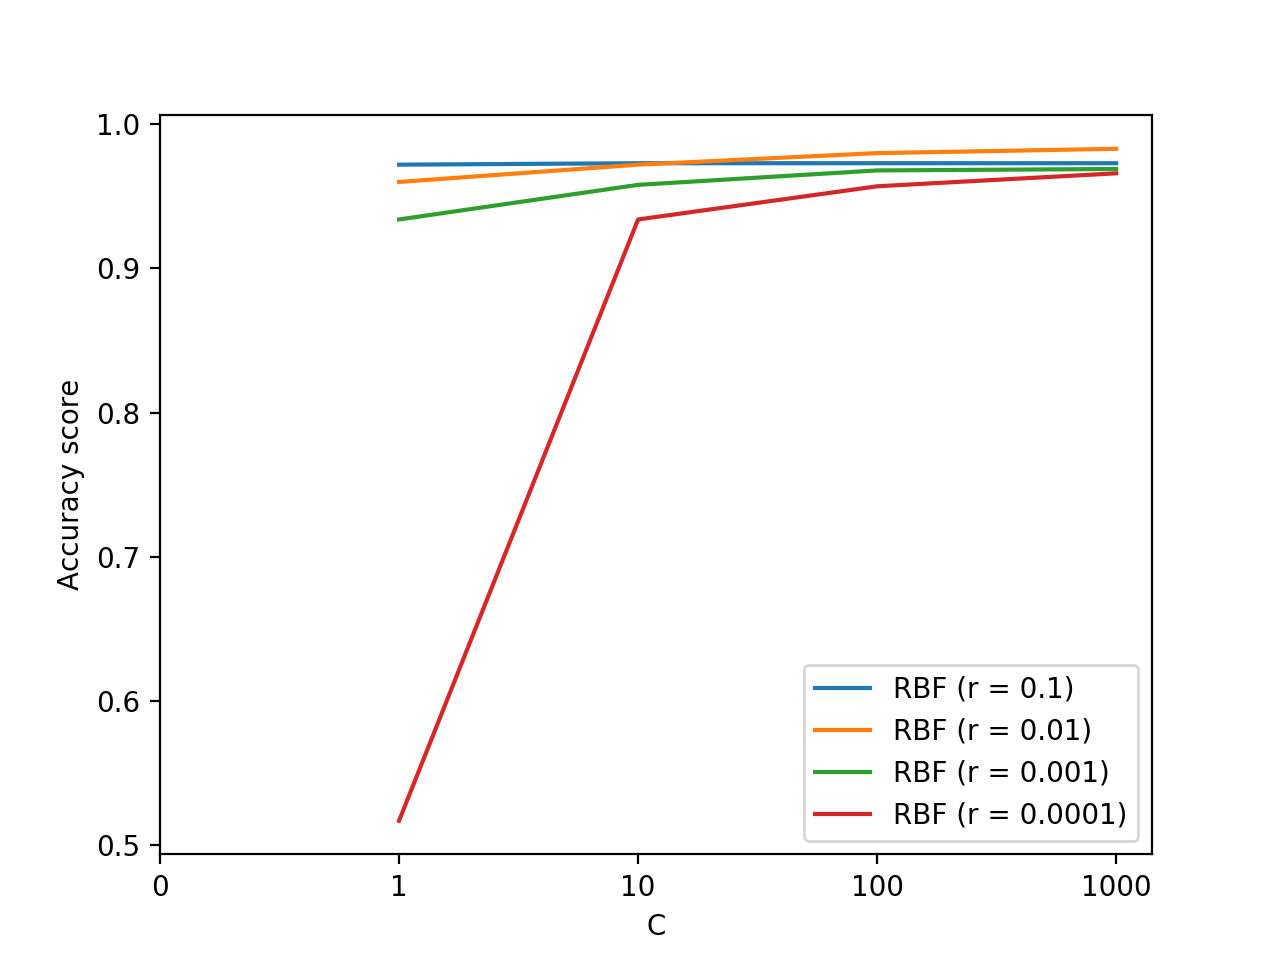 1.0
0.9
0.8
0.7
0.6
0.5
Accuracy score
RBF (r = 0.1)
RBF (r = 0.01)
RBF (r = 0.001)
RBF (r = 0.0001)
0 1 10 100 1000
C